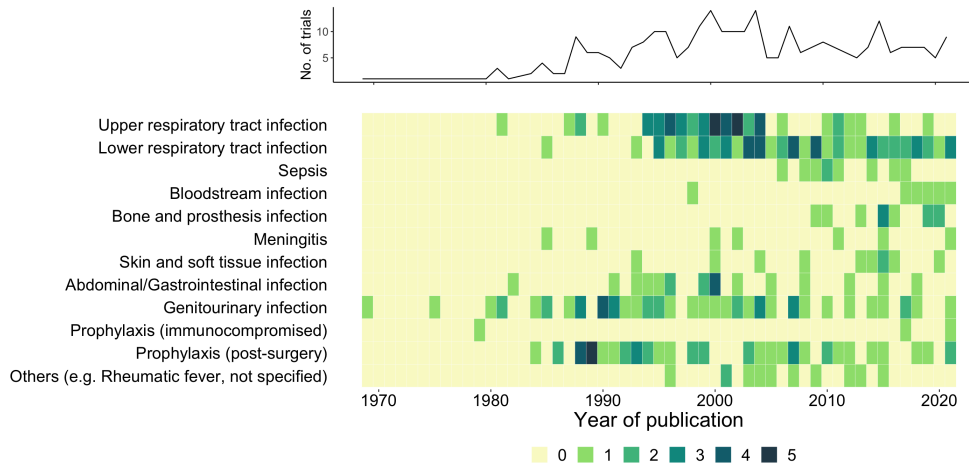 No. of trials
10
5
Upper respiratory tract infection
Lower respiratory tract infection
Sepsis
Bloodstream infection
Bone and prosthesis infection
Meningitis
Skin and soft tissue infection
Abdominal/Gastrointestinal infection
Genitourinary infection
Prophylaxis (immunocompromised)
Prophylaxis (post-surgery)
Others (e.g. Rheumatic fever, not specified)
1970 1980 1990 2000 2010 2020
Year of publication
0 1 2 3 4 5